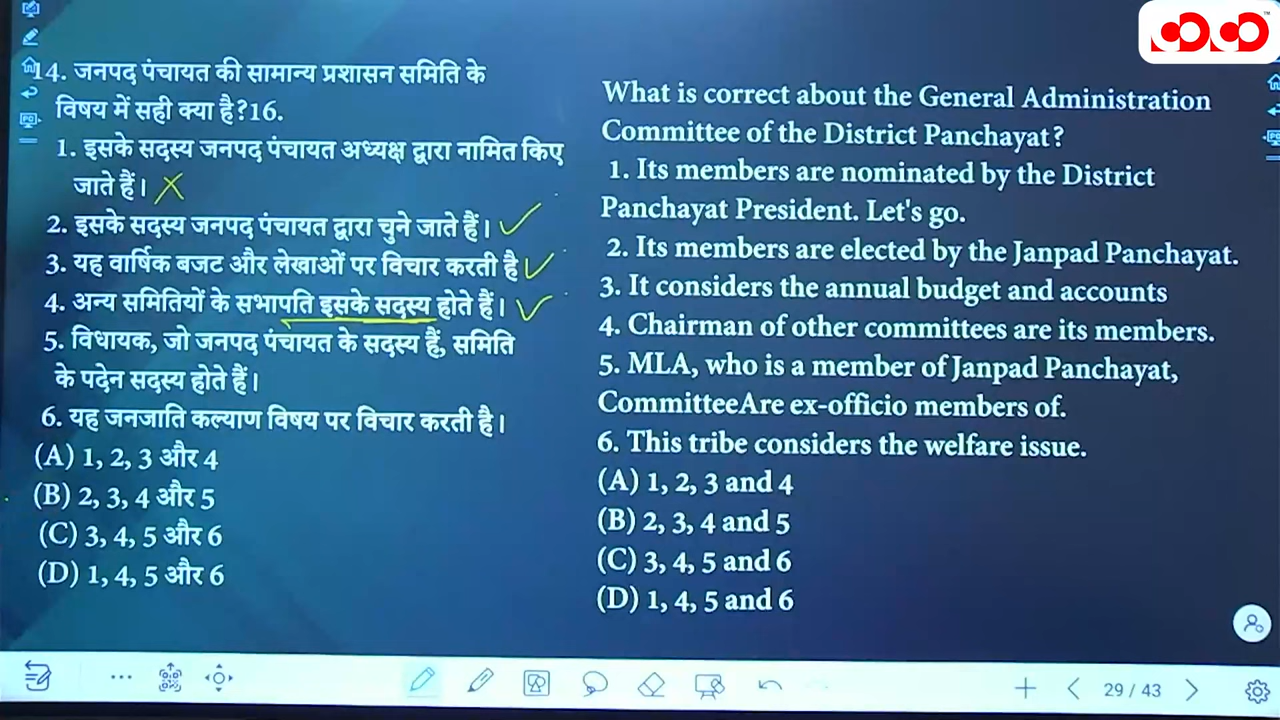 14. जनपद पंचायत की सामान्य प्रशासन समिति के
विषय में सही क्या है?16.
1. इसके सदस्य जनपद पंचायत अध्यक्ष द्वारा नामित किए
जाते हैं।
2. इसके सदस्य जनपद पंचायत द्वारा चुने जाते हैं।
3. यह वार्षिक बजट और लेखाओं पर विचार करती है
4. अन्य समितियों के सभापति इसके सदस्य होते हैं।
5. विधायक, जो जनपद पंचायत के सदस्य हैं, समिति
के पदेन सदस्य होते हैं।
6. यह जनजाति कल्याण विषय पर विचार करती है।
(A) 1, 2, 3 और 4
(B) 2, 3, 4 और 5
(C) 3, 4, 5 और 6
(D) 1, 4, 5 और 6
What is correct about the General Administration
Committee of the District Panchayat?
1. Its members are nominated by the District
Panchayat President. Let's go.
2. Its members are elected by the Janpad Panchayat.
3. It considers the annual budget and accounts
4. Chairman of other committees are its members.
5. MLA, who is a member of Janpad Panchayat,
CommitteeAre ex-officio members of.
6. This tribe considers the welfare issue.
(A) 1, 2, 3 and 4
(B) 2, 3, 4 and 5
(C) 3, 4, 5 and 6
(D) 1, 4, 5 and 6
29 / 43